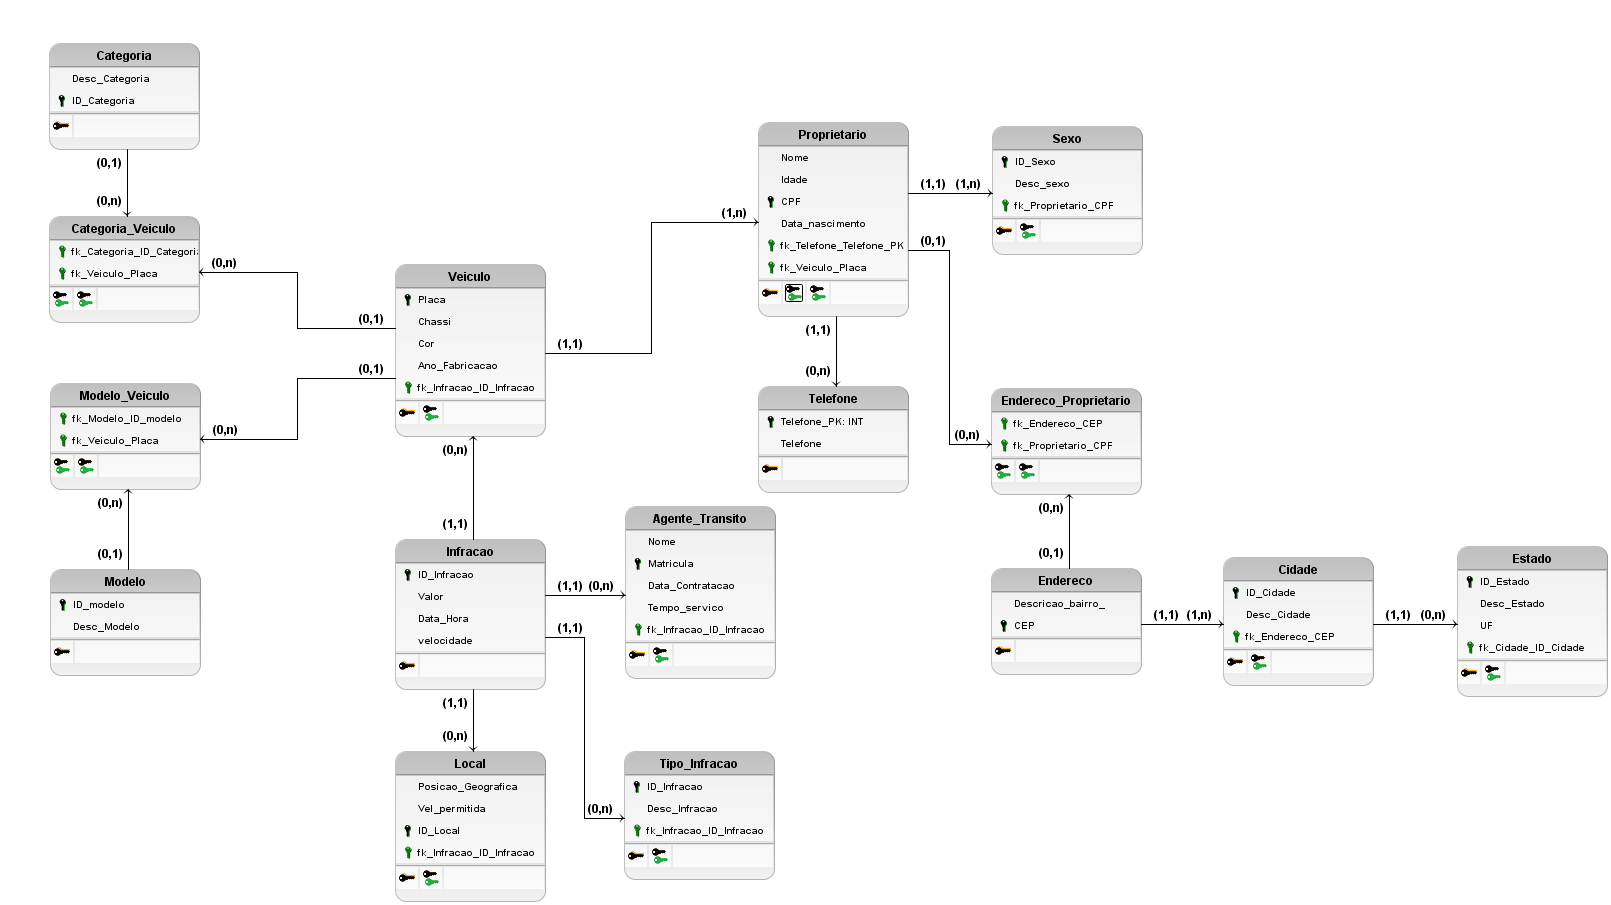 Categoria
Desc_Categoria
ID_Categoria
(0,1)
(0,n)
Categoria_Veiculo
fk_Categoria_ID_Categori
fk_Veiculo_Placa
(0,n)
(0,1)
Modelo_Veiculo
fk_Modelo_ID_modelo
fk_Veiculo_Placa
(0,1)
(0,n)
(0,n)
(0,1)
Modelo
ID_modelo
Desc_Modelo
Veiculo
Placa
Chassi
Cor
Ano_Fabricacao
fk_Infracao_ID_Infracao
(1,1)
(1,n)
(0,n)
(1,1)
Infracao
ID_Infracao
Valor
Data_Hora
velocidade
(1,1) (0,n)
(1,1)
(0,n)
(1,1)
(0,n)
Local
Posicao_Geografica
Vel_permitida
ID_Local
fk_Infracao_ID_Infracao
Agente_Transito
Nome
Matricula
Data_Contratacao
Tempo_servico
fk_Infracao_ID_Infracao
Tipo_Infracao
ID_Infracao
Desc_Infracao
fk_Infracao_ID_Infracao
Proprietario
Nome
Idade
CPF
Data_nascimento
fk_Telefone_Telefone_PK
fk_Veiculo_Placa
(1,1) (1,n)
(0,1)
(0,n)
(1,1)
(0,n)
Telefone
Telefone_PK: INT
Telefone
Sexo
ID_Sexo
Desc_sexo
fk_Proprietario_CPF
Endereco_Proprietario
fk_Endereco_CEP
fk_Proprietario_CPF
(0,n)
(0,1)
Endereco
Descricao_bairro_
CEP
(1,1) (1,n)
Cidade
ID_Cidade
Desc_Cidade
fk_Endereco_CEP
(1,1) (0,n)
Estado
ID_Estado
Desc_Estado
UF
fk_Cidade_ID_Cidade